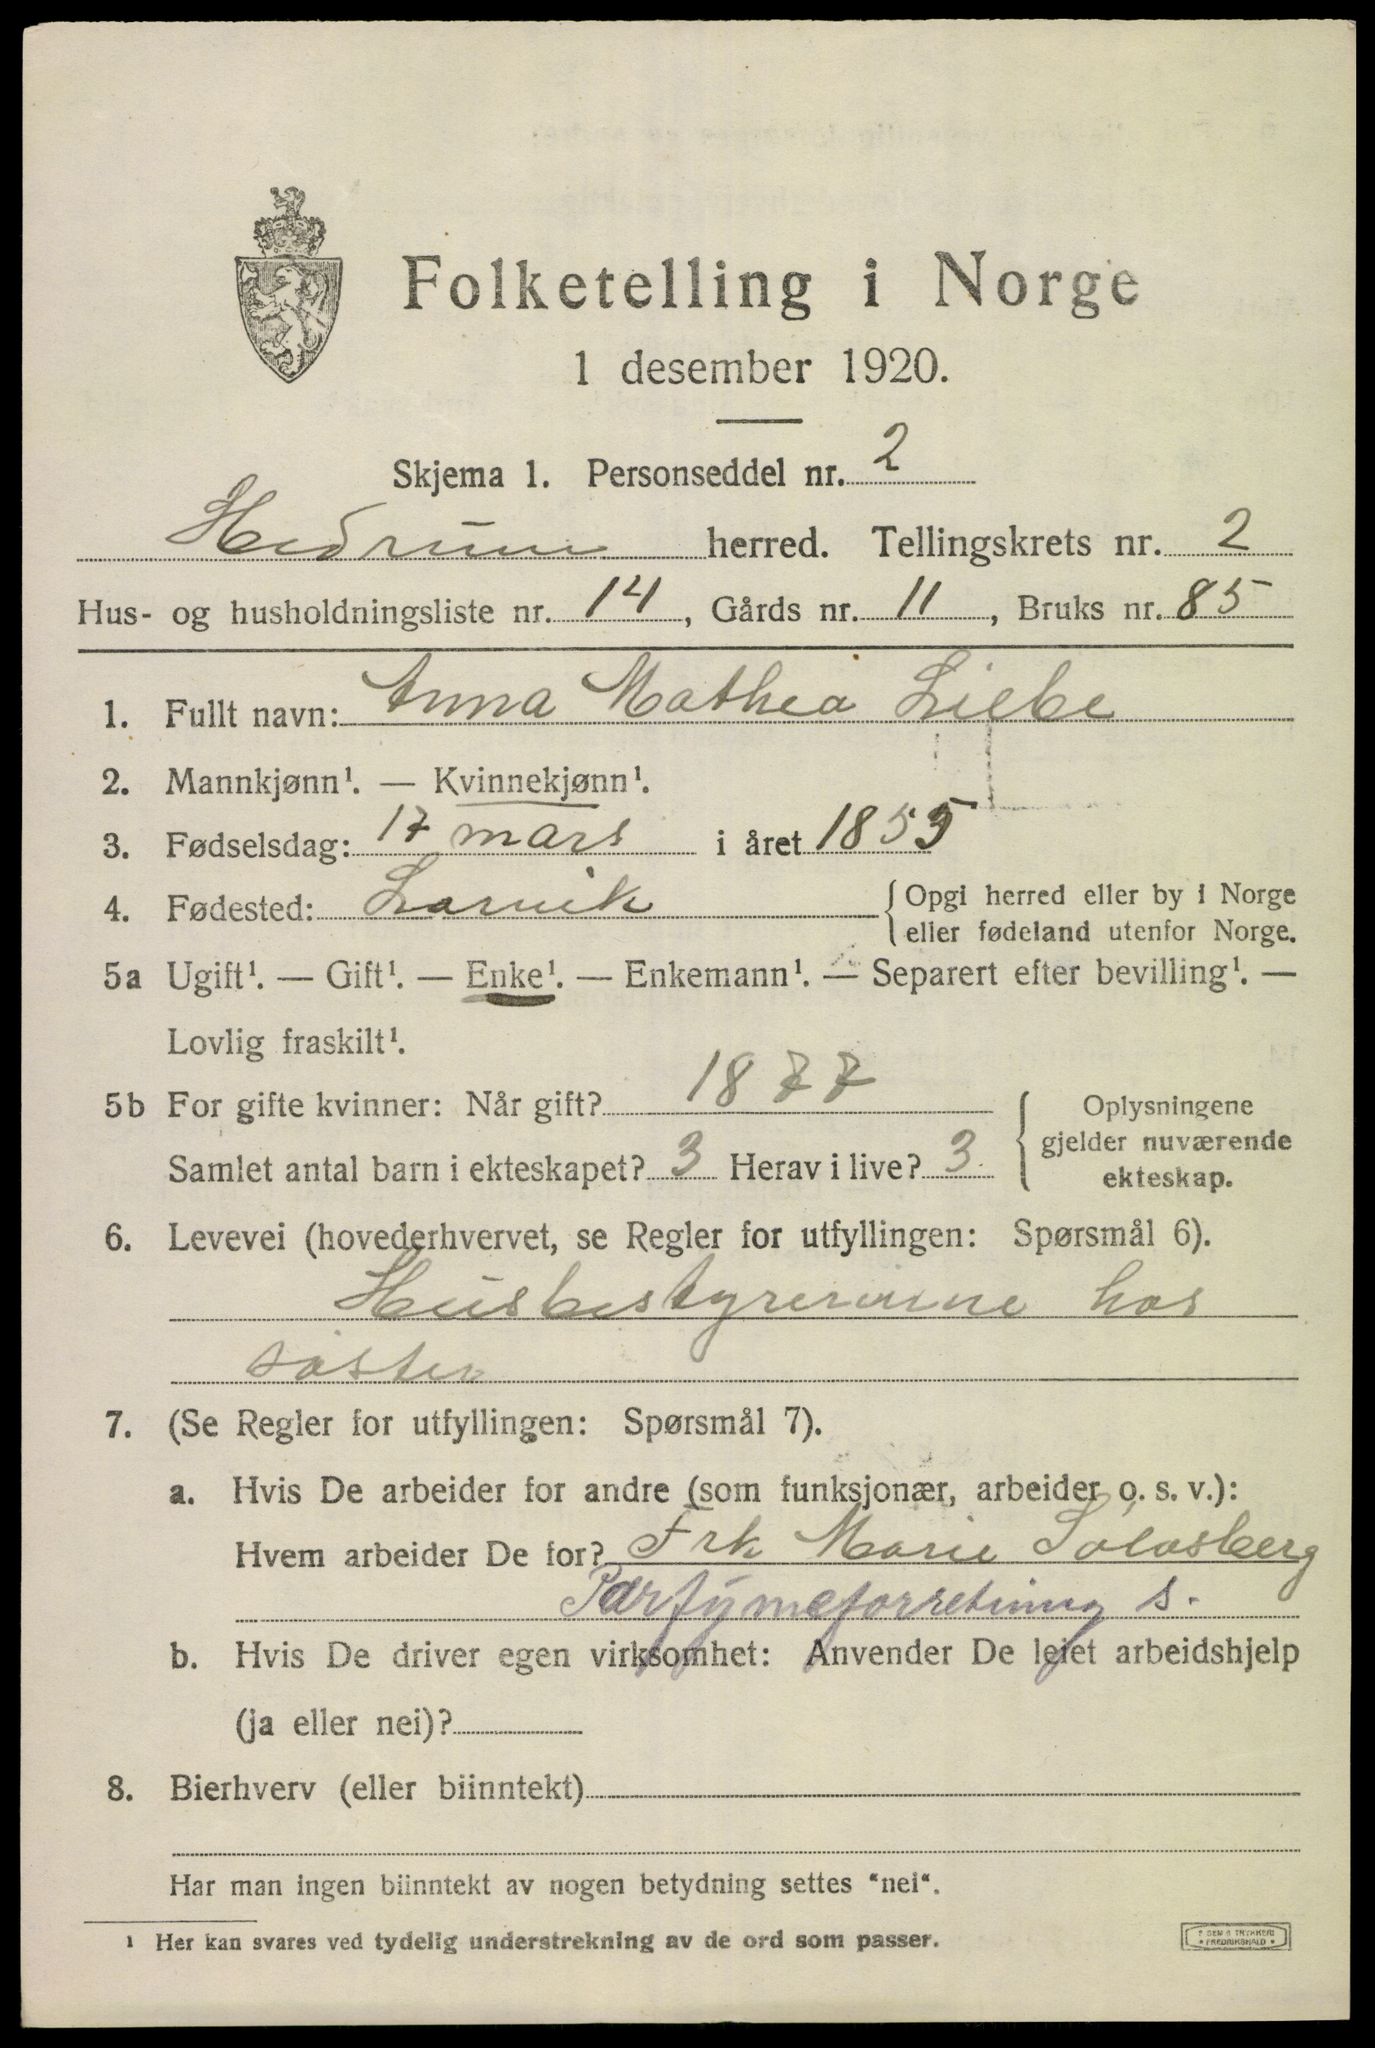 Folketelling i Norge
1 desember 1920.
Skjema 1. Personseddel nr. 2
Hedrum herred. Tellingskrets nr. 2
Hus- og husholdningsliste nr. 14, Gårds nr. 11, Bruks nr. 85
1. Fullt navn: Anna Mathea Liebe
2. Mannkjønn¹. — Kvinnekjønn¹.
3. Fødselsdag: 17 mars i året 1855
4. Fødested: Larvik {Opgi herred eller by i Norge
eller fødeland utenfor Norge.
5a Ugift¹. — Gift¹. — Enke¹. — Enkemann¹. — Separert efter bevilling¹. —
Lovlig fraskilt¹.
5b For gifte kvinner: Når gift? 1877
Samlet antal barn i ekteskapet? 3 Herav i live? 3
{Oplysningene
gjelder nuværende
ekteskap.
6. Levevei (hovederhvervet, se Regler for utfyllingen: Spørsmål 6).
Husbestyrerinne hos
søster
7. (Se Regler for utfyllingen: Spørsmål 7).
a. Hvis De arbeider for andre (som funksjonær, arbeider o. s. v.):
Hvem arbeider De for? Frk Marie
Parfymeforretning s.
b. Hvis De driver egen virksomhet: Anvender De leiet arbeidshjelp
(ja eller nei)?
8. Bierhverv (eller biinntekt)
Har man ingen biinntekt av nogen betydning settes "nei".
¹ Her kan svares ved tydelig understrekning av de ord som passer.